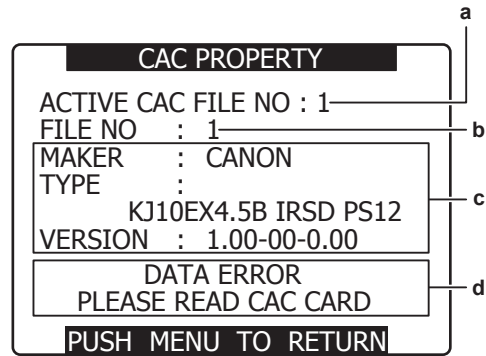 a
CAC PROPERTY
ACTIVE CAC FILE NO : 1
FILE NO : 1
b
MAKER : CANON
TYPE :
KJ10EX4.5B IRSD PS12
c
VERSION : 1.00-00-0.00
DATA ERROR
d
PLEASE READ CAC CARD
PUSH MENU TO RETURN